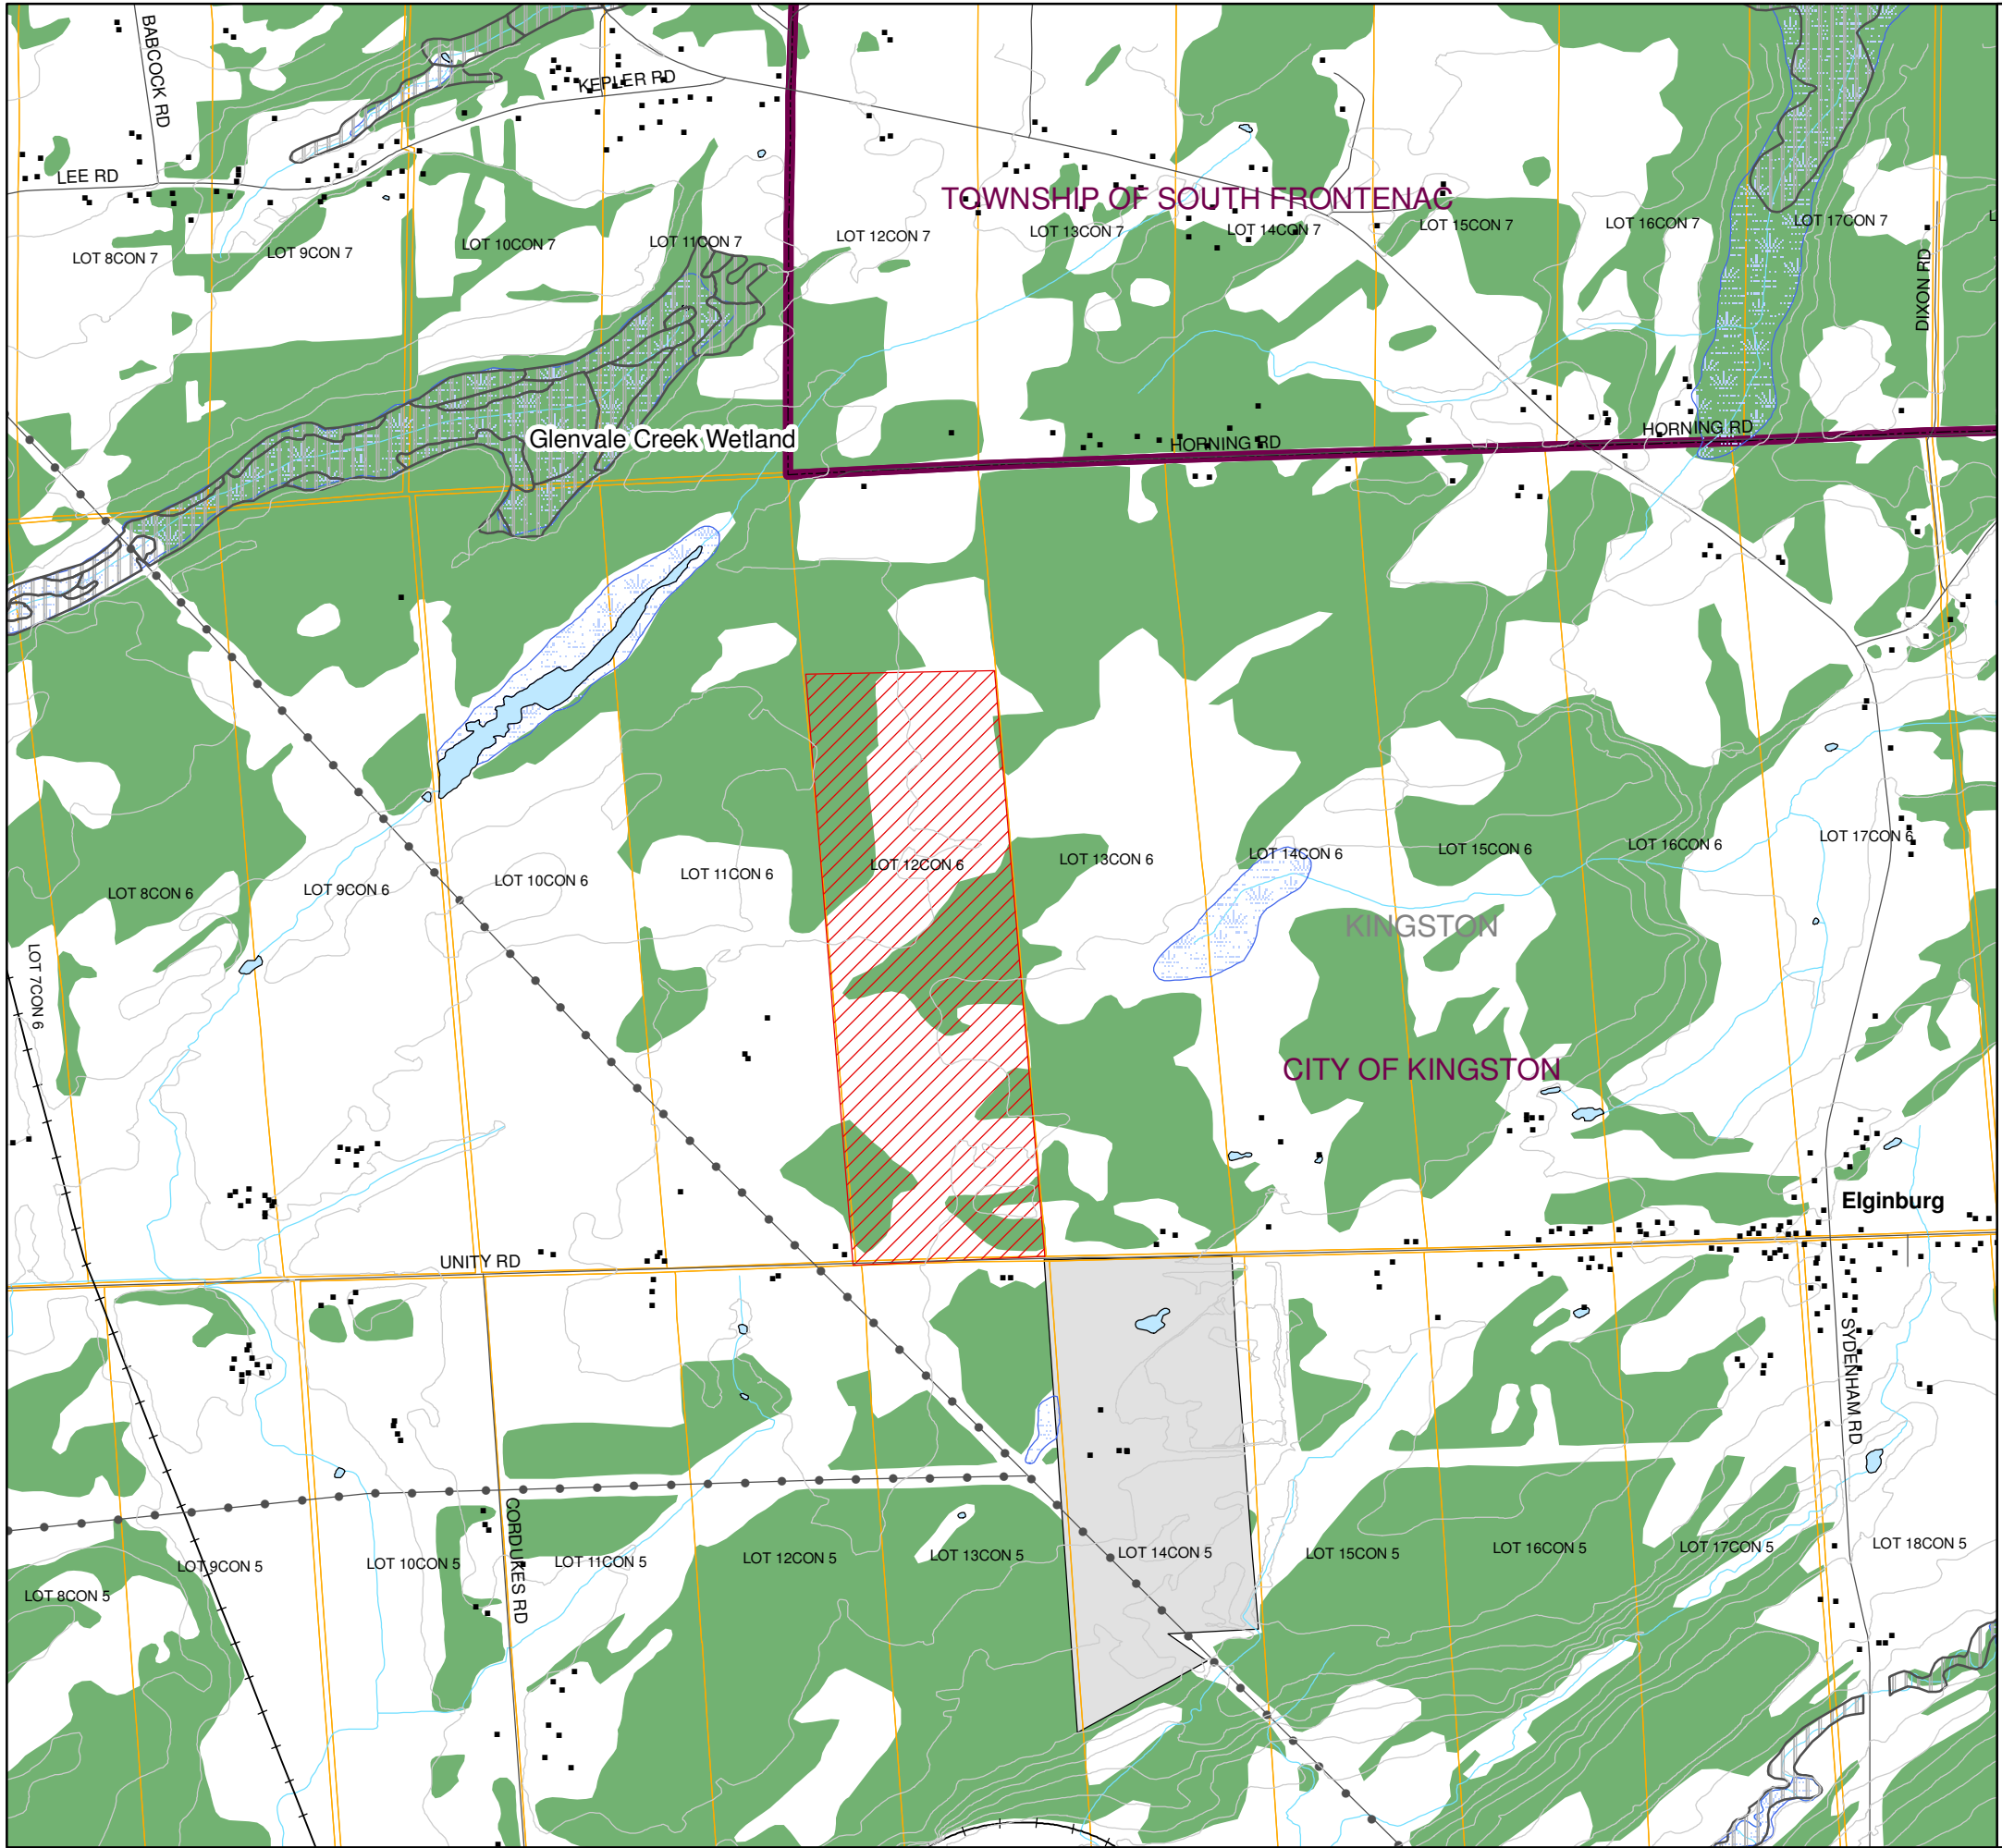 BABCOCK RD
KEPLER RD
LEE RD
TOWNSHIP OF SOUTH FRONTENAC
LOT 8CON 7
LOT 9CON 7
LOT 10CON 7
LOT 11CON 7
LOT 12CON 7
LOT 13CON 7
LOT 14CON 7
LOT 15CON 7
LOT 16CON 7
LOT 17CON 7
L
DIXON RD
Glenvale Creek Wetland
HORNING RD
HORNING RD
LOT 7CON 6
LOT 8CON 6
LOT 9CON 6
LOT 10CON 6
LOT 11CON 6
LOT 12CON 6
LOT 13CON 6
LOT 14CON 6
LOT 15CON 6
LOT 16CON 6
LOT 17CON 6
KINGSTON
CITY OF KINGSTON
Elginburg
UNITY RD
SYDENHAM RD
CORDUKES RD
LOT 8CON 5
LOT 9CON 5
LOT 10CON 5
LOT 11CON 5
LOT 12CON 5
LOT 13CON 5
LOT 14CON 5
LOT 15CON 5
LOT 16CON 5
LOT 17CON 5
LOT 18CON 5